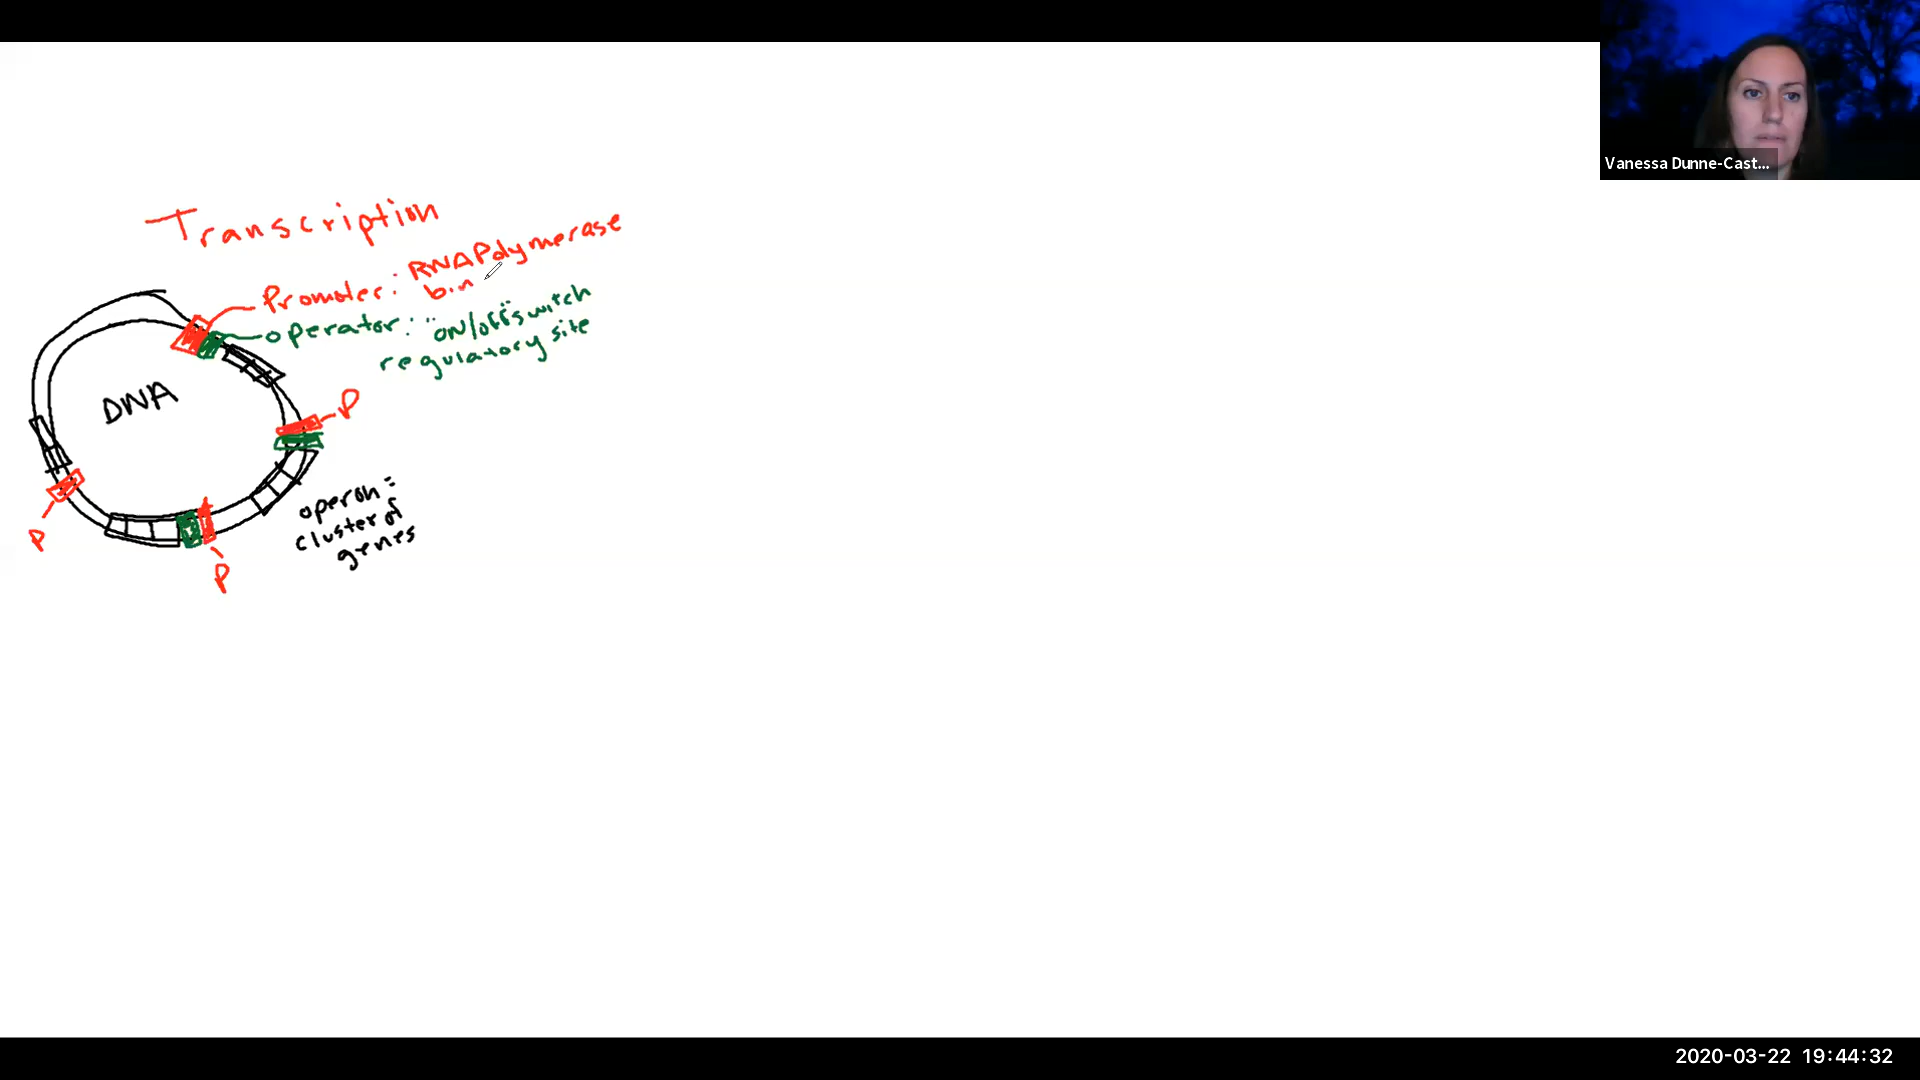 Vanessa Dunne-Cast...
Transcription
Promoter: RNA Polymerase
bin
operator: "on/off" switch
regulatory site
DNA
P
operon =
cluster of
genes
P
P
2020-03-22 19:44:32